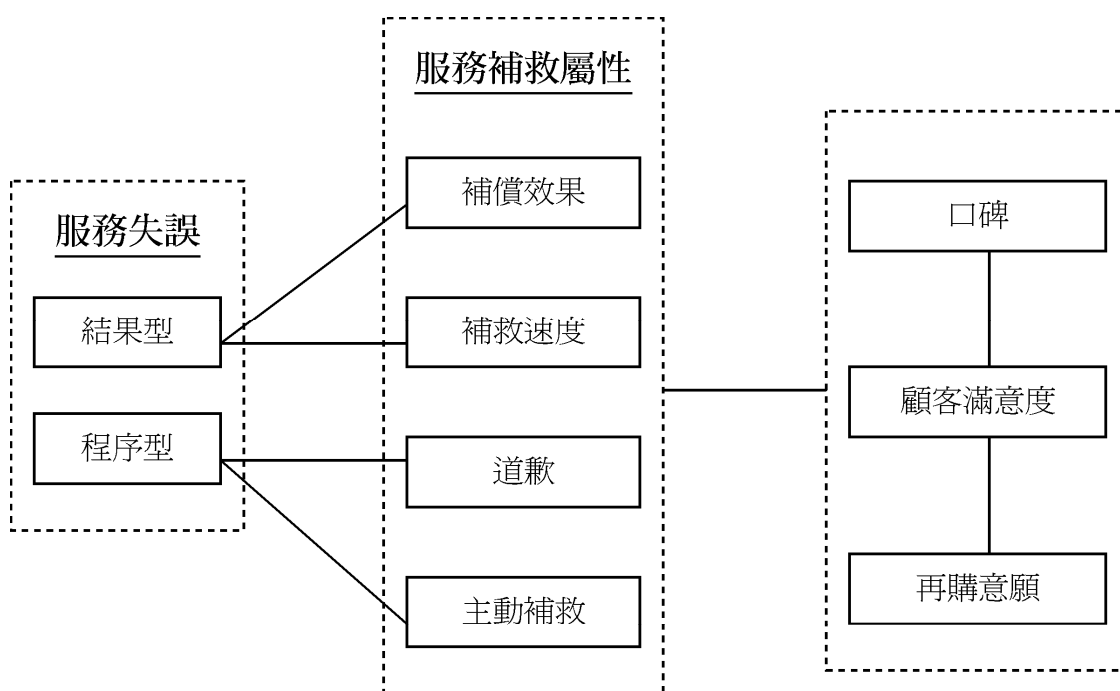 服務失誤
結果型
程序型
服務補救屬性
補償效果
補救速度
道歉
主動補救
口碑
顧客滿意度
再購意願